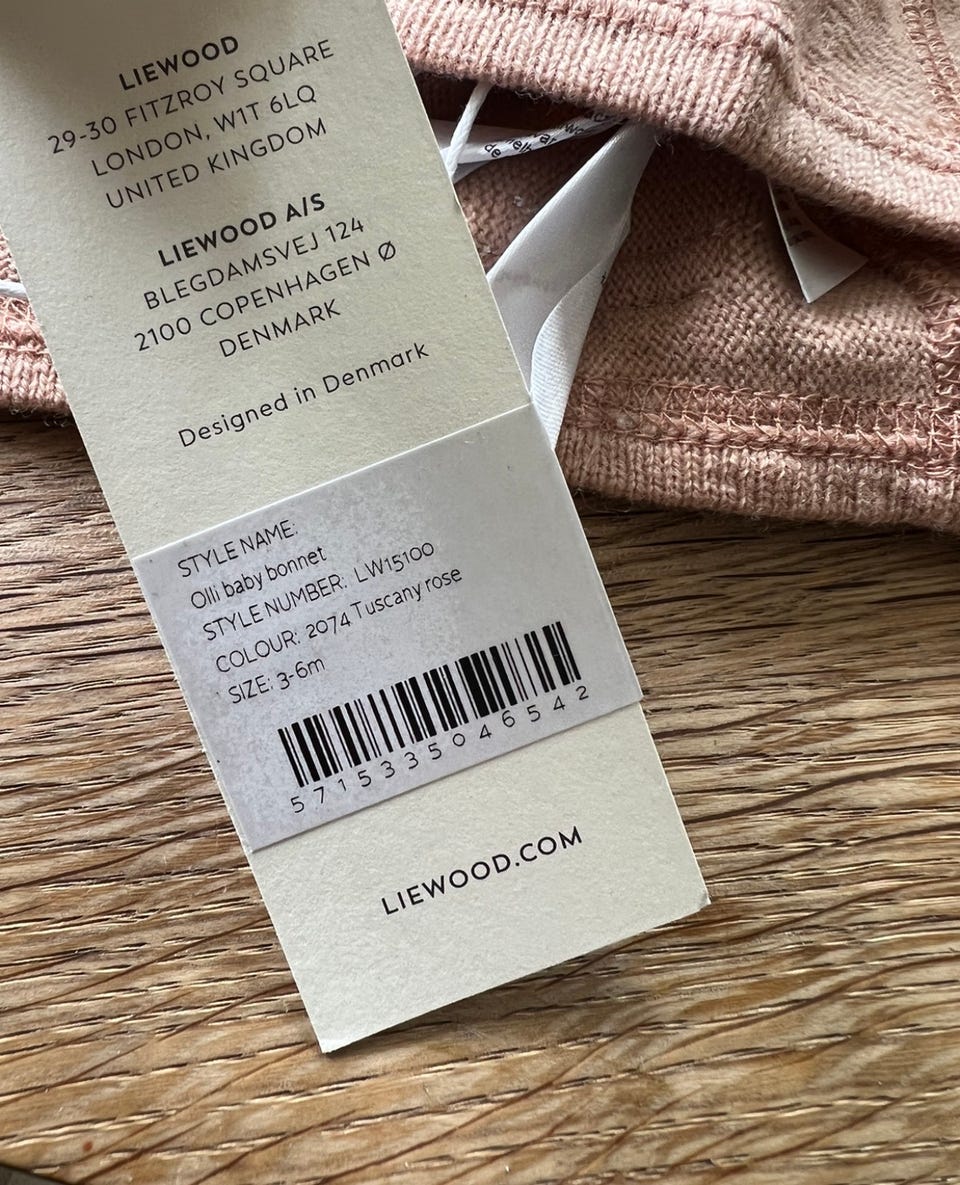 LIEWOOD
29-30 FITZROY SQUARE
LONDON, W1T 6LQ
UNITED KINGDOM
LIEWOOD A/S
BLEGDAMSVEJ 124
2100 COPENHAGEN Ø
DENMARK
Designed in Denmark
STYLE NAME:
Olli baby bonnet
STYLE NUMBER: LW15100
COLOUR: 2074 Tuscany rose
SIZE: 3-6m
5715335046542
LIEWOOD.COM